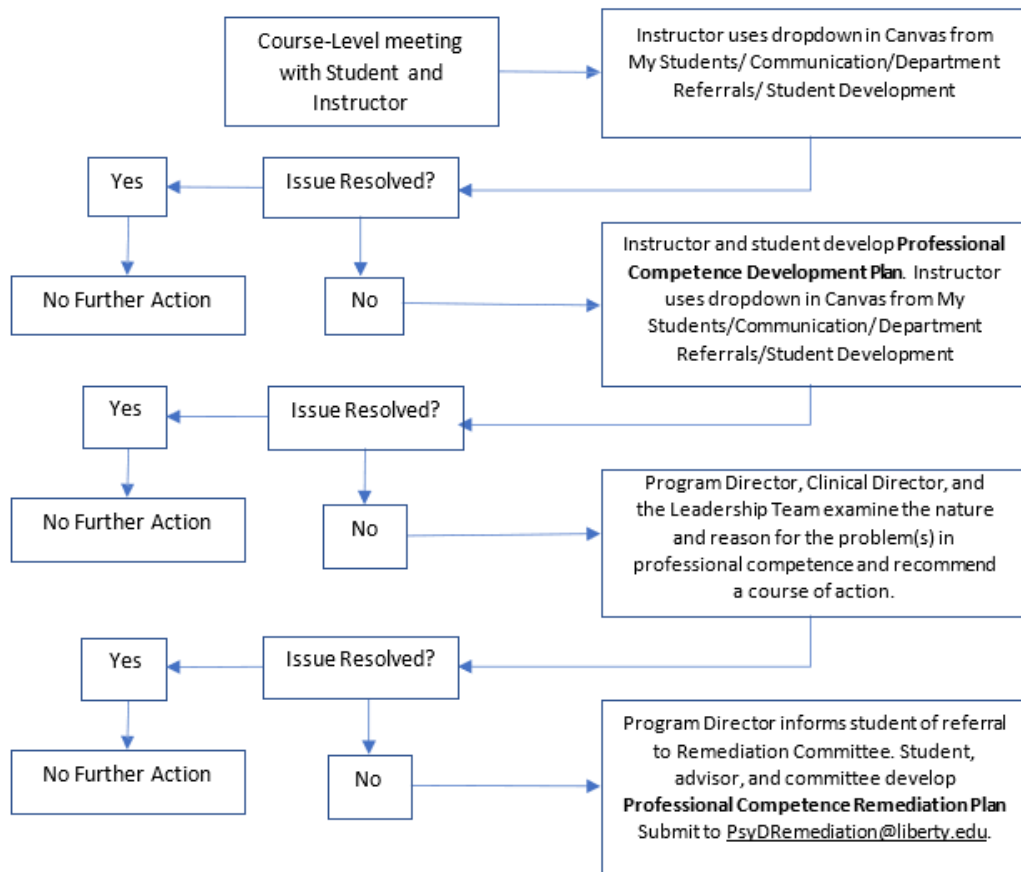 Course-Level meeting
with Student and
Instructor
Instructor uses dropdown in Canvas from
My Students/ Communication/Department
Referrals/ Student Development
Yes
Issue Resolved?
No Further Action
No
Instructor and student develop Professional
Competence Development Plan. Instructor
uses dropdown in Canvas from My
Students/Communication/Department
Referrals/Student Development
Yes
Issue Resolved?
No Further Action
No
Program Director, Clinical Director, and
the Leadership Team examine the nature
and reason for the problem(s) in
professional competence and recommend
a course of action.
Yes
Issue Resolved?
No Further Action
No
Program Director informs student of referral
to Remediation Committee. Student,
advisor, and committee develop
Professional Competence Remediation Plan
Submit to PsyDRemediation@liberty.edu.